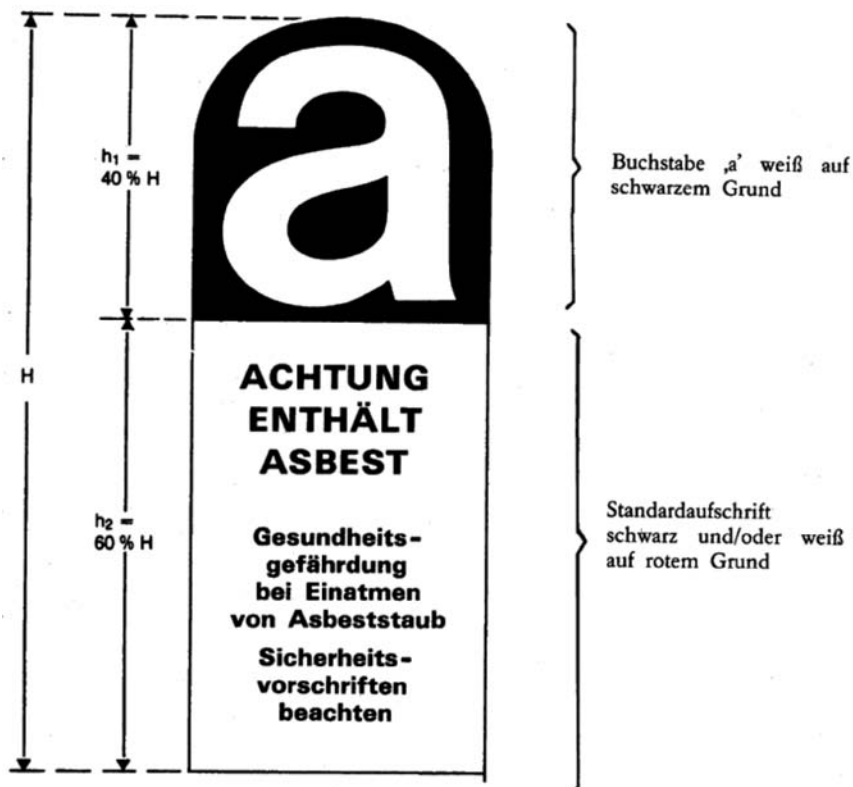 a
h₁ =
40 % H
Buchstabe ‚a’ weiß auf
schwarzem Grund
H
ACHTUNG
ENTHÄLT
ASBEST
h₂ =
60 % H
Gesundheits-
gefährdung
bei Einatmen
von Asbeststaub
Sicherheits-
vorschriften
beachten
Standardaufschrift
schwarz und/oder weiß
auf rotem Grund